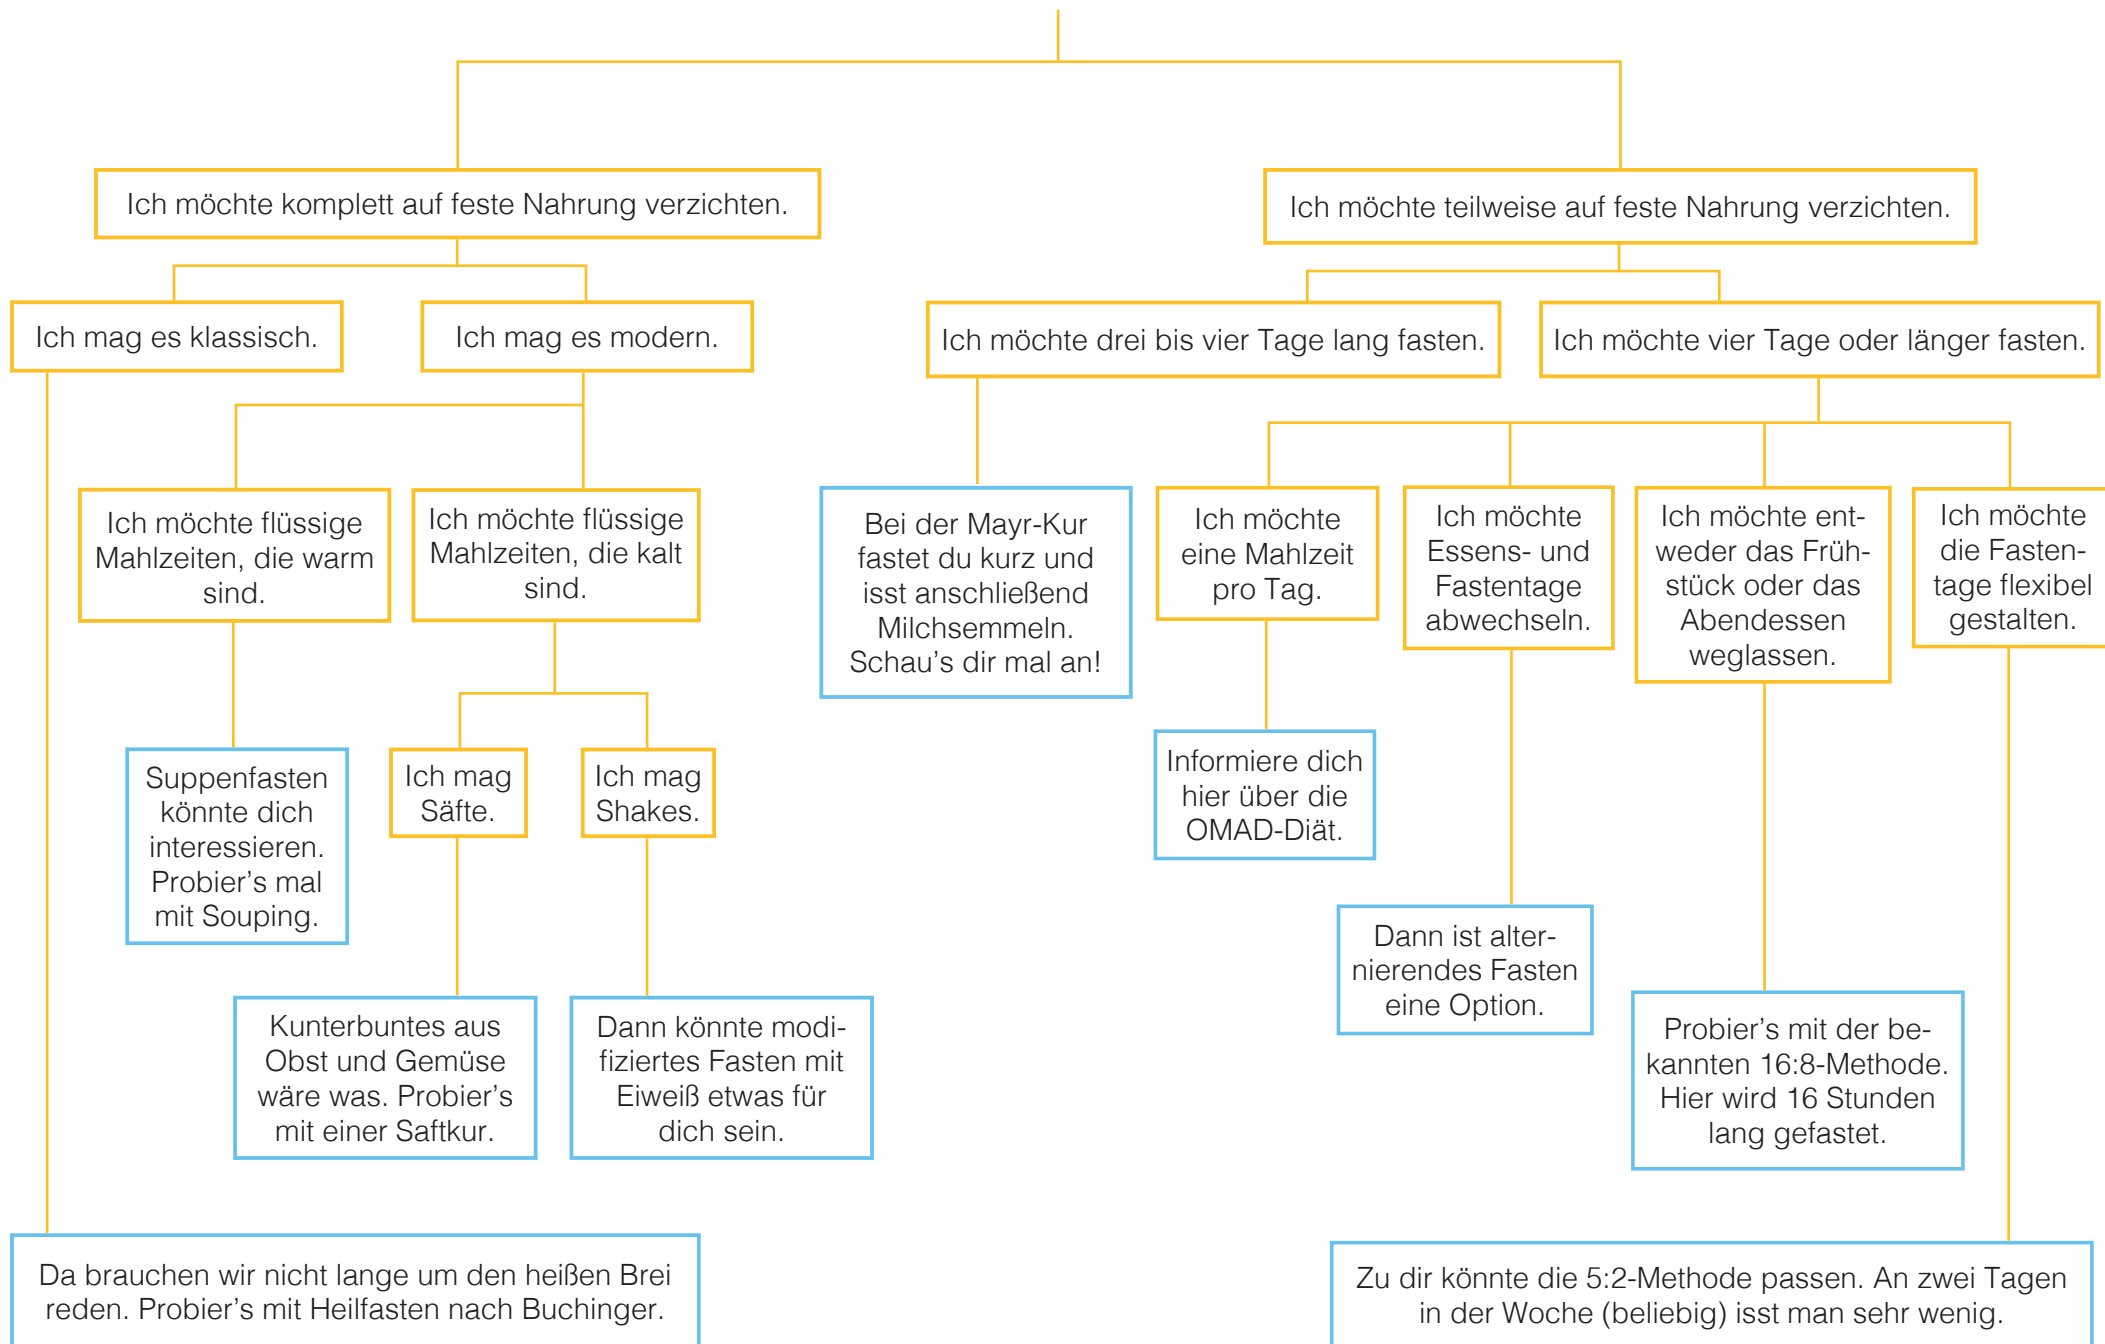 Ich möchte komplett auf feste Nahrung verzichten.
Ich möchte teilweise auf feste Nahrung verzichten.
Ich mag es klassisch.
Ich mag es modern.
Ich möchte drei bis vier Tage lang fasten.
Ich möchte vier Tage oder länger fasten.
Ich möchte flüssige
Mahlzeiten, die warm
sind.
Ich möchte flüssige
Mahlzeiten, die kalt
sind.
Bei der Mayr-Kur
fastet du kurz und
isst anschließend
Milchsemmeln.
Schau's dir mal an!
Ich möchte
eine Mahlzeit
pro Tag.
Ich möchte
Essens- und
Fastentage
abwechseln.
Ich möchte ent-
weder das Früh-
stück oder das
Abendessen
weglassen.
Ich möchte
die Fasten-
tage flexibel
gestalten.
Suppenfasten
könnte dich
interessieren.
Probier's mal
mit Souping.
Ich mag
Säfte.
Ich mag
Shakes.
Informiere dich
hier über die
OMAD-Diät.
Dann ist alter-
nierendes Fasten
eine Option.
Kunterbuntes aus
Obst und Gemüse
wäre was. Probier's
mit einer Saftkur.
Dann könnte modi-
fiziertes Fasten mit
Eiweiß etwas für
dich sein.
Probier's mit der be-
kannten 16:8-Methode.
Hier wird 16 Stunden
lang gefastet.
Da brauchen wir nicht lange um den heißen Brei
reden. Probier's mit Heilfasten nach Buchinger.
Zu dir könnte die 5:2-Methode passen. An zwei Tagen
in der Woche (beliebig) isst man sehr wenig.